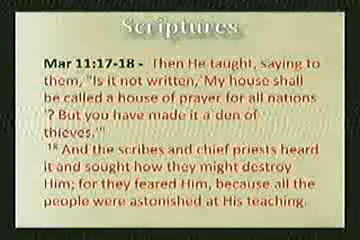 Scriptures
Mar 11:17-18 - Then He taught, saying to
them, "Is it not written,'My house shall
be called a house of prayer for all nations
'? But you have made it a'den of
thieves.'"
18 And the scribes and chief priests heard
it and sought how they might destroy
Him; for they feared Him, because all the
people were astonished at His teaching.